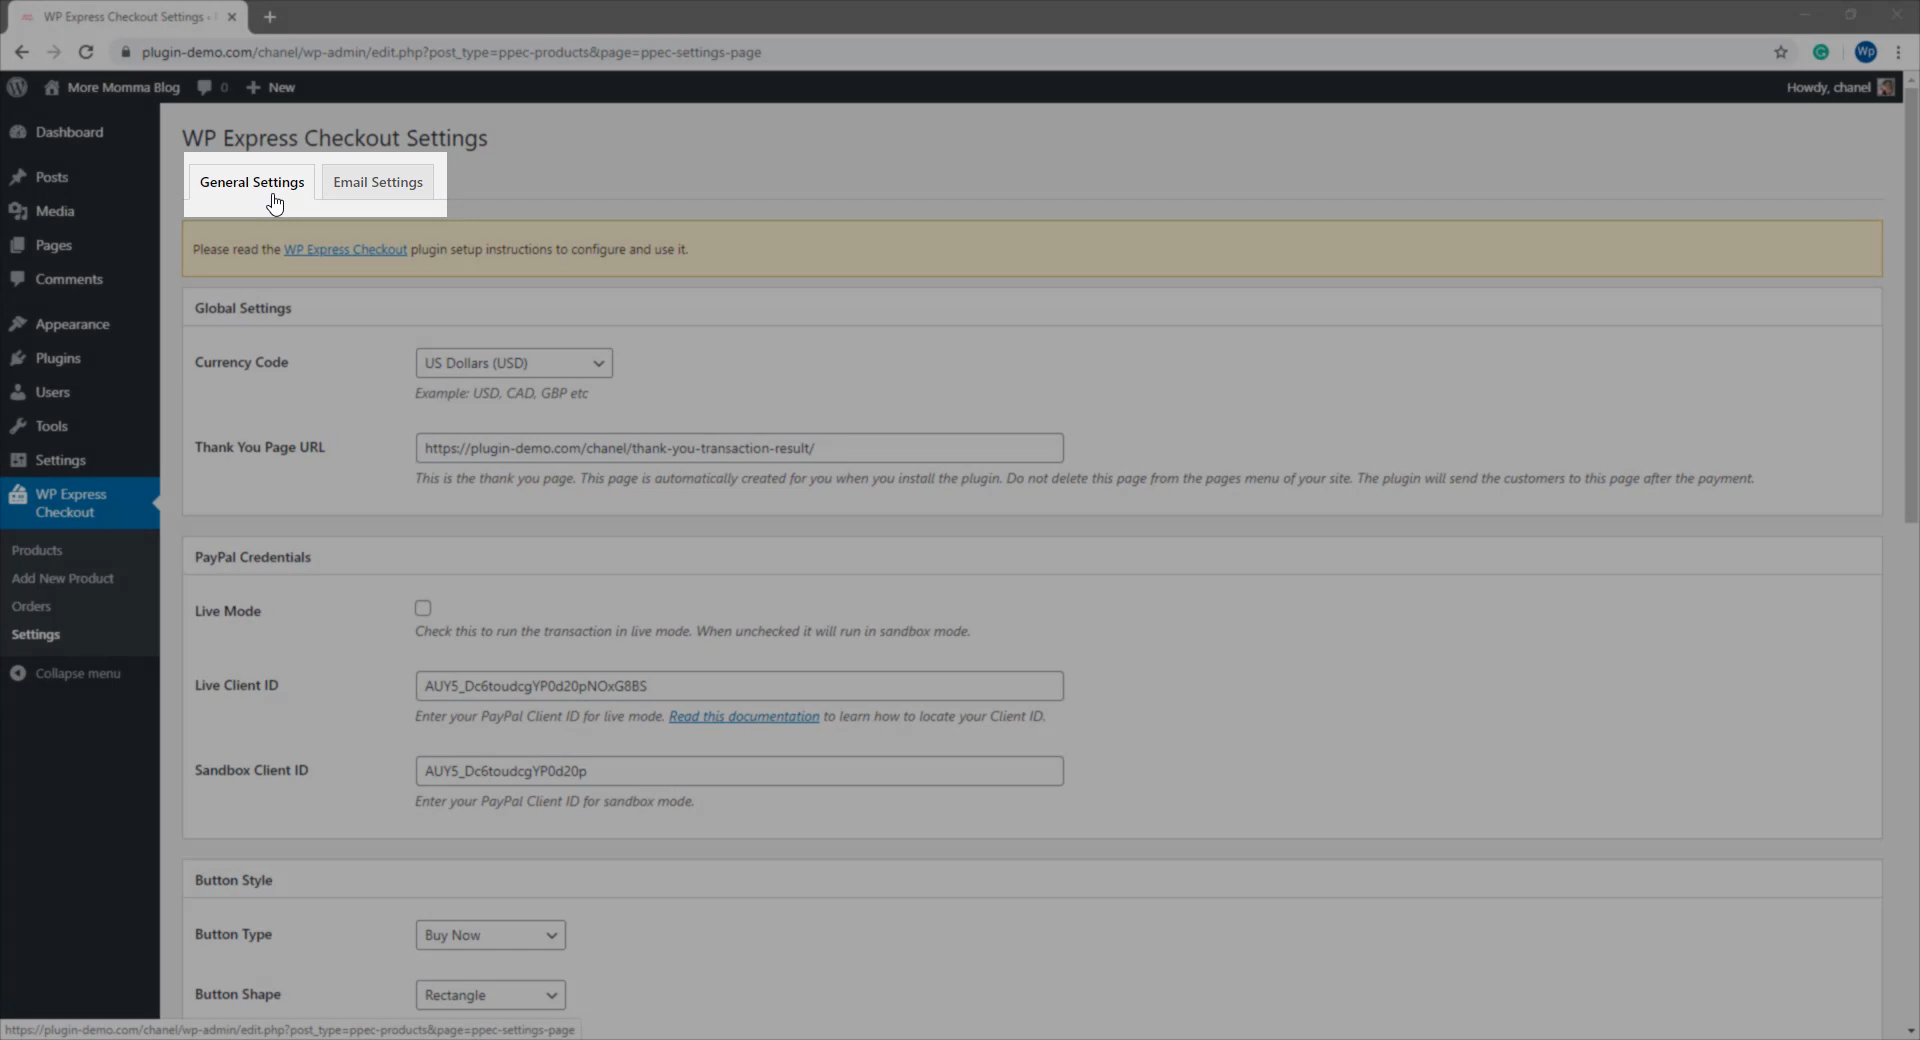 WP Express Checkout Settings ‹
plugin-demo.com/chanel/wp-admin/edit.php?post_type=ppec-products&page=ppec-settings-page
Wp
More Momma Blog
0
New
Howdy, chanel
Dashboard
Posts
Media
Pages
Comments
Appearance
Plugins
Users
Tools
Settings
WP Express
Checkout
Products
Add New Product
Orders
Settings
Collapse menu
WP Express Checkout Settings
General Settings
Email Settings
Please read the WP Express Checkout plugin setup instructions to configure and use it.
Global Settings
Currency Code
US Dollars (USD)
Example: USD, CAD, GBP etc
Thank You Page URL
https://plugin-demo.com/chanel/thank-you-transaction-result/
This is the thank you page. This page is automatically created for you when you install the plugin. Do not delete this page from the pages menu of your site. The plugin will send the customers to this page after the payment.
PayPal Credentials
Live Mode
Check this to run the transaction in live mode. When unchecked it will run in sandbox mode.
Live Client ID
AUY5_Dc6toudcgYP0d20pNOxG8BS
Enter your PayPal Client ID for live mode. Read this documentation to learn how to locate your Client ID.
Sandbox Client ID
AUY5_Dc6toudcgYP0d20p
Enter your PayPal Client ID for sandbox mode.
Button Style
Button Type
Buy Now
Button Shape
Rectangle
https://plugin-demo.com/chanel/wp-admin/edit.php?post_type=ppec-products&page=ppec-settings-page